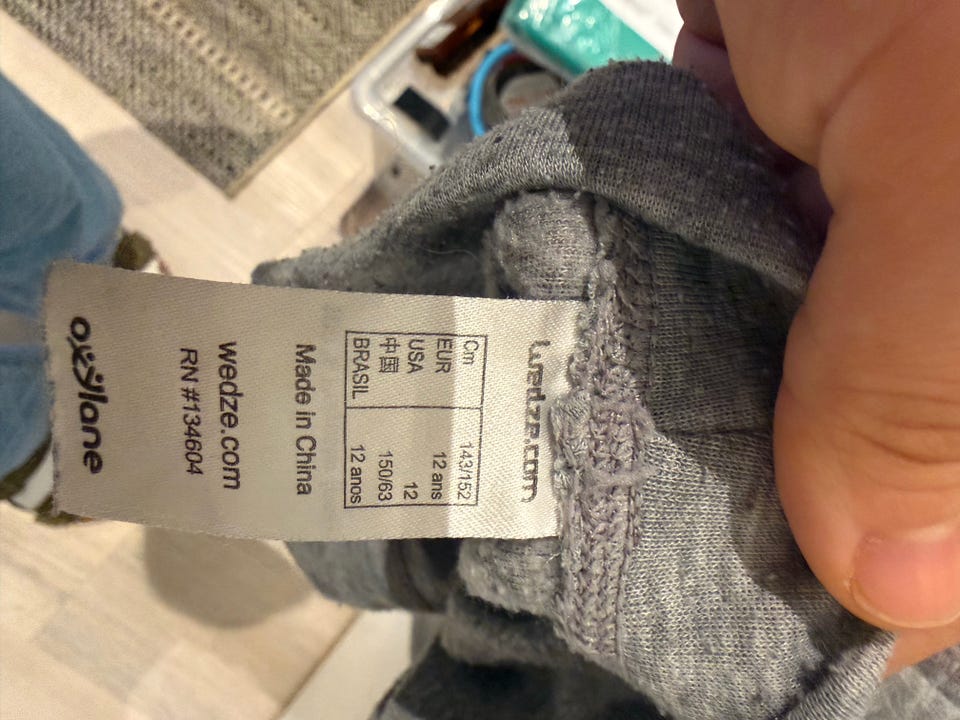 wedze.com
Cm 143/152
EUR 12 ans
USA 12
中国 150/63
BRASIL 12 anos
Made in China
wedze.com
RN #134604
oxylane